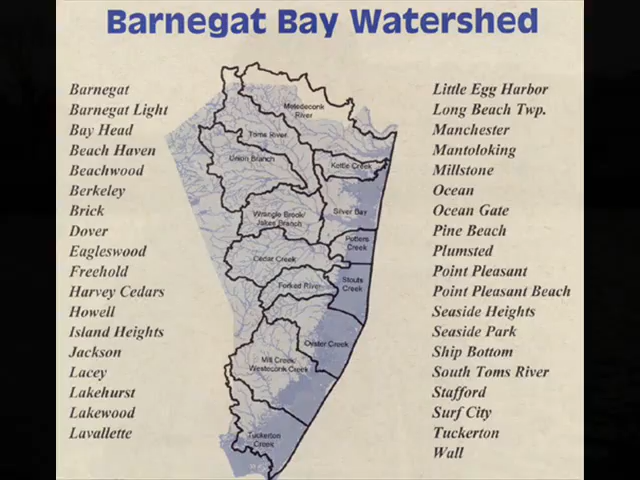 Barnegat Bay Watershed
Barnegat
Barnegat Light
Bay Head
Beach Haven
Beachwood
Berkeley
Brick
Dover
Eagleswood
Freehold
Harvey Cedars
Howell
Island Heights
Jackson
Lacey
Lakehurst
Lakewood
Lavallette
Metedeconk
River
Toms River
Union Branch
Kettle Creek
Silver Bay
Wrangle Brook/
Jakes Branch
Potters
Creek
Cedar Creek
Stouts
Creek
Forked River
Oyster Creek
Mill Creek/
Westeconk Creek
Tuckerton
Creek
Little Egg Harbor
Long Beach Twp.
Manchester
Mantoloking
Millstone
Ocean
Ocean Gate
Pine Beach
Plumsted
Point Pleasant
Point Pleasant Beach
Seaside Heights
Seaside Park
Ship Bottom
South Toms River
Stafford
Surf City
Tuckerton
Wall